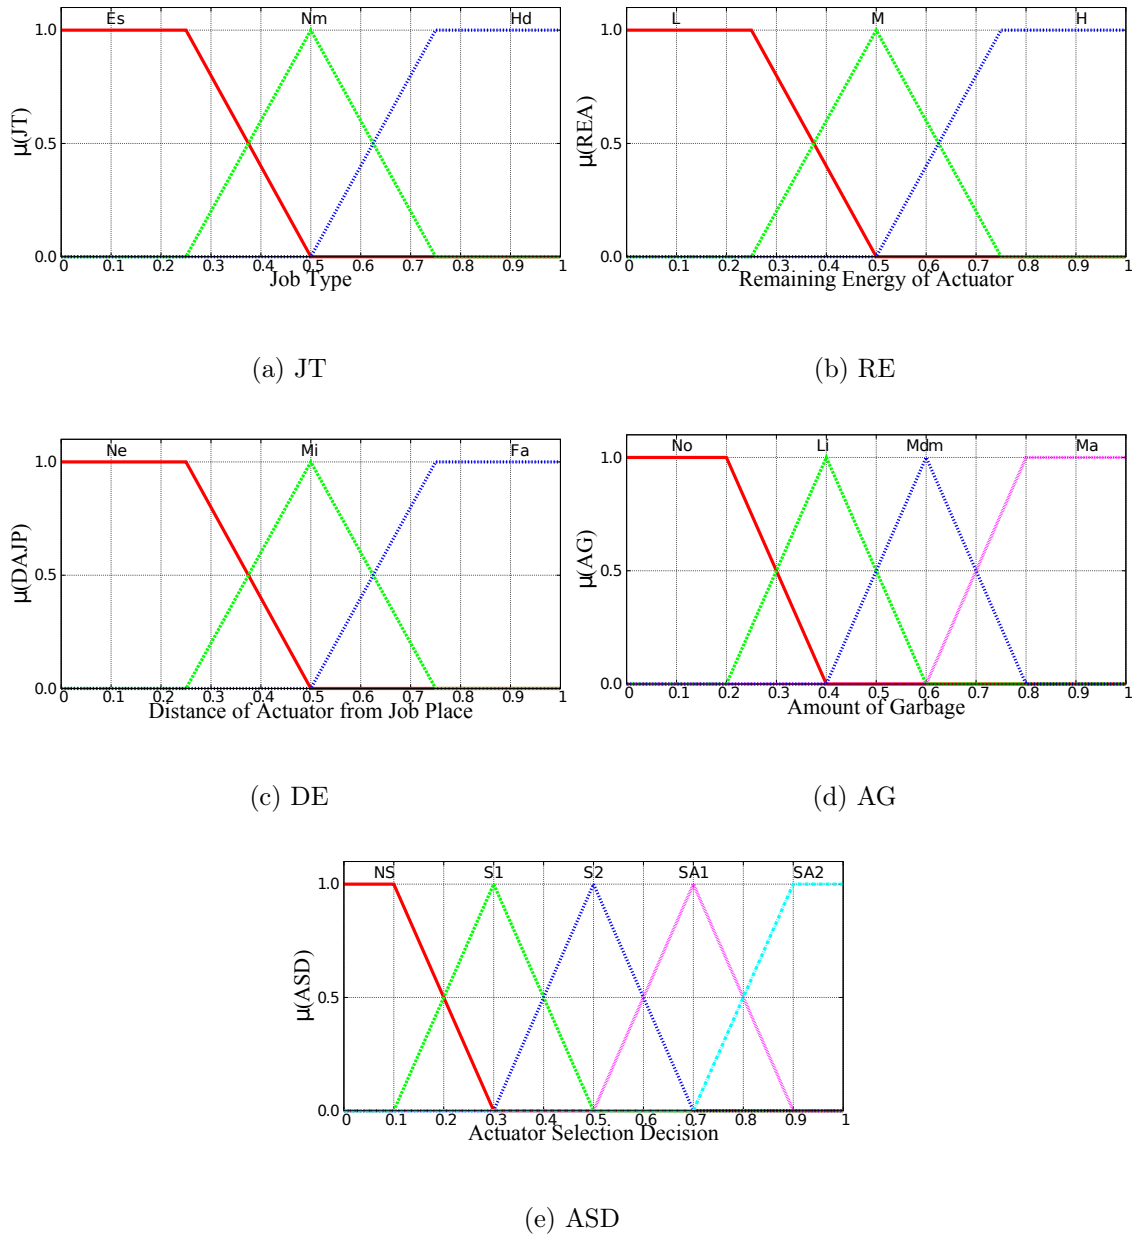 Es Nm Hd
1.0
0.5
0.0
μ(JT)
0 0.1 0.2 0.3 0.4 0.5 0.6 0.7 0.8 0.9 1
Job Type
(a) JT
L M H
1.0
0.5
0.0
μ(REA)
0 0.1 0.2 0.3 0.4 0.5 0.6 0.7 0.8 0.9 1
Remaining Energy of Actuator
(b) RE
Ne Mi Fa
1.0
0.5
0.0
μ(DAJP)
0 0.1 0.2 0.3 0.4 0.5 0.6 0.7 0.8 0.9 1
Distance of Actuator from Job Place
(c) DE
No Li Mdm Ma
1.0
0.5
0.0
μ(AG)
0 0.1 0.2 0.3 0.4 0.5 0.6 0.7 0.8 0.9 1
Amount of Garbage
(d) AG
NS S1 S2 SA1 SA2
1.0
0.5
0.0
μ(ASD)
0 0.1 0.2 0.3 0.4 0.5 0.6 0.7 0.8 0.9 1
Actuator Selection Decision
(e) ASD